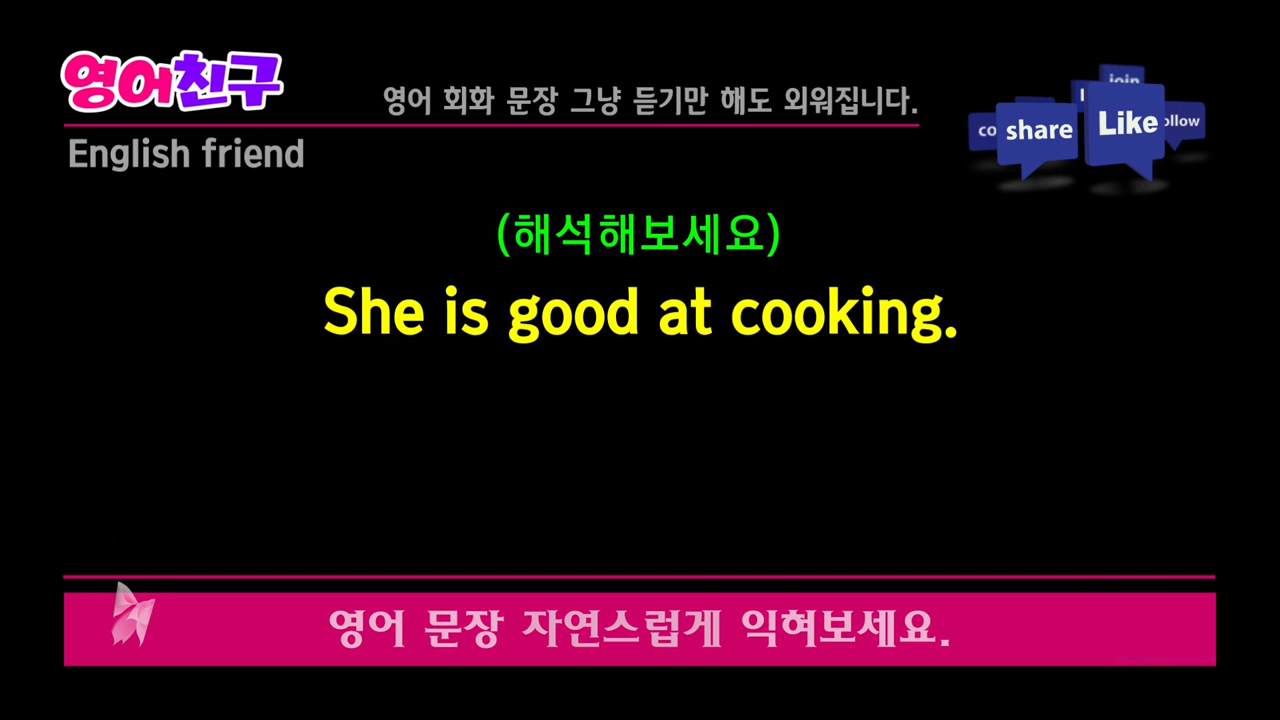 영어친구
영어 회화 문장 그냥 듣기만 해도 외워집니다.
English friend
join
share
Like
(해석해보세요)
She is good at cooking.
영어 문장 자연스럽게 익혀보세요.